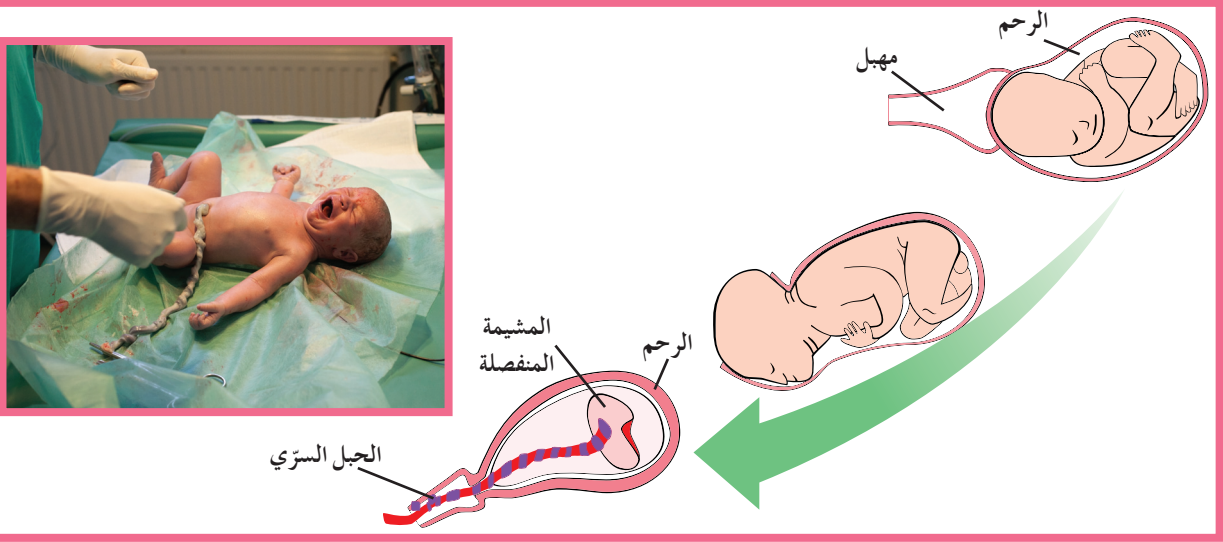 الرحم
مهبل
المشيمة
المنفصلة
الرحم
الحبل السرّي